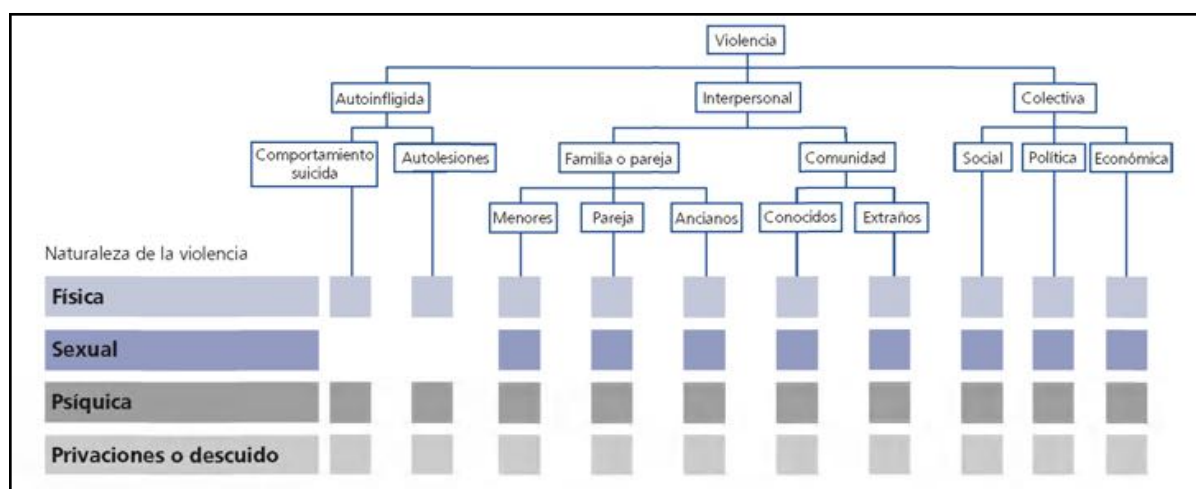 Violencia
Autoinfligida
Interpersonal
Colectiva
Comportamiento
suicida
Autolesiones
Familia o pareja
Comunidad
Social
Política
Económica
Menores
Pareja
Ancianos
Conocidos
Extraños
Naturaleza de la violencia
Física
Sexual
Psíquica
Privaciones o descuido